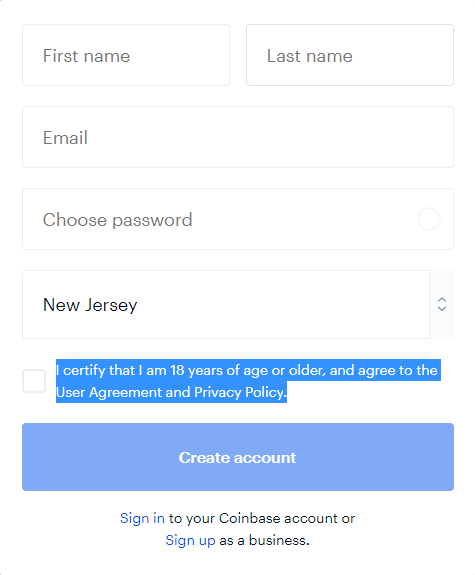 First name
Last name
Email
Choose password
New Jersey
I certify that I am 18 years of age or older, and agree to the
User Agreement and Privacy Policy.
Create account
Sign in to your Coinbase account or
Sign up as a business.